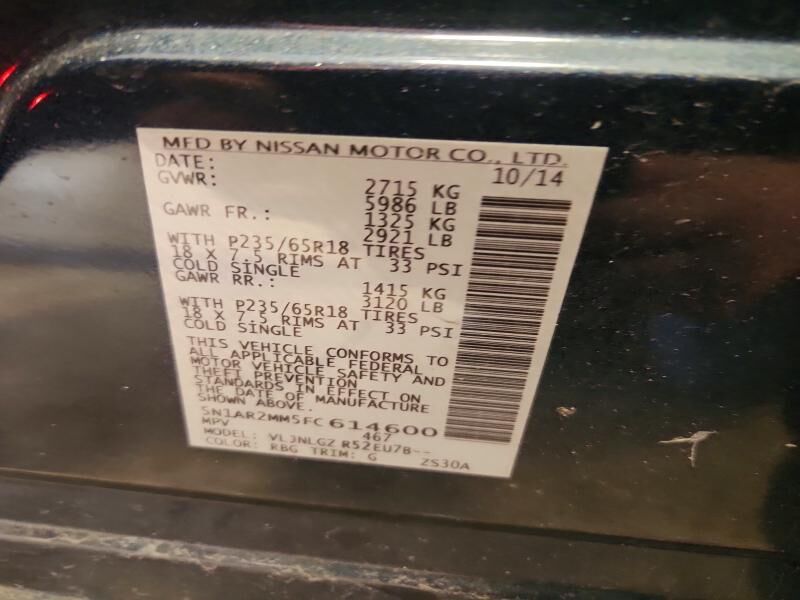 MFD BY NISSAN MOTOR CO., LTD.
DATE: 10/14
GVWR: 2715 KG
5986 LB
GAWR FR.: 1325 KG
2921 LB
WITH P235/65R18 TIRES
18 X 7.5 RIMS AT 33 PSI
COLD SINGLE
GAWR RR.: 1415 KG
3120 LB
WITH P235/65R18 TIRES
18 X 7.5 RIMS AT 33 PSI
COLD SINGLE
THIS VEHICLE CONFORMS TO
ALL APPLICABLE FEDERAL
MOTOR VEHICLE SAFETY AND
THEFT PREVENTION
STANDARDS IN EFFECT ON
THE DATE OF MANUFACTURE
SHOWN ABOVE.
5N1AR2MM5FC614600
MPV 467
MODEL: VLJNLGZ R52EU7B--
COLOR: RBG TRIM: G ZS30A